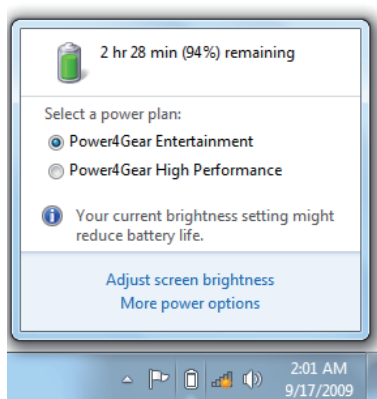 2 hr 28 min (94%) remaining
Select a power plan:
Power4Gear Entertainment
Power4Gear High Performance
Your current brightness setting might
reduce battery life.
Adjust screen brightness
More power options
2:01 AM
9/17/2009